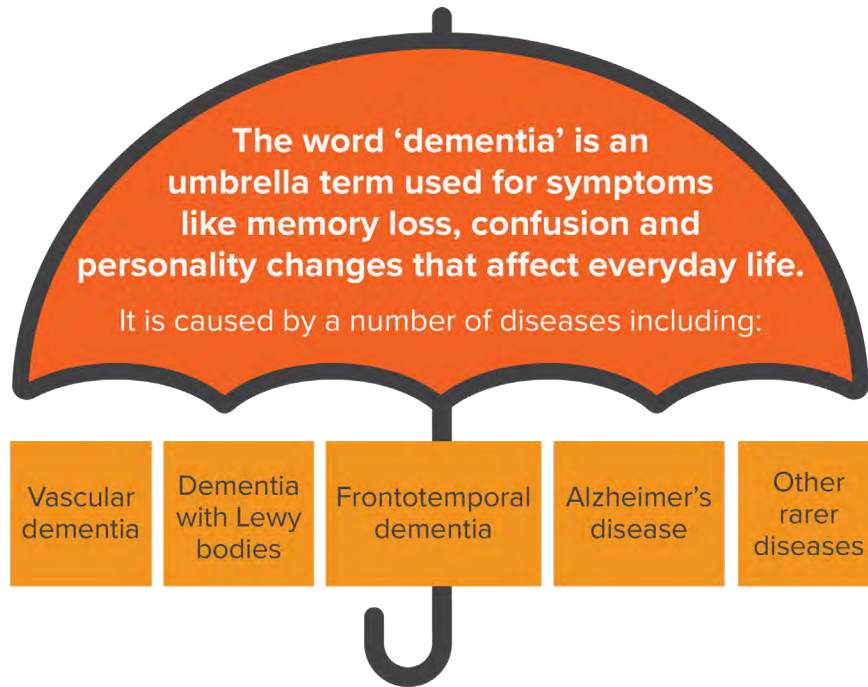 The word ‘dementia’ is an
umbrella term used for symptoms
like memory loss, confusion and
personality changes that affect everyday life.
It is caused by a number of diseases including:
Vascular
dementia
Dementia
with Lewy
bodies
Frontotemporal
dementia
Alzheimer’s
disease
Other
rarer
diseases